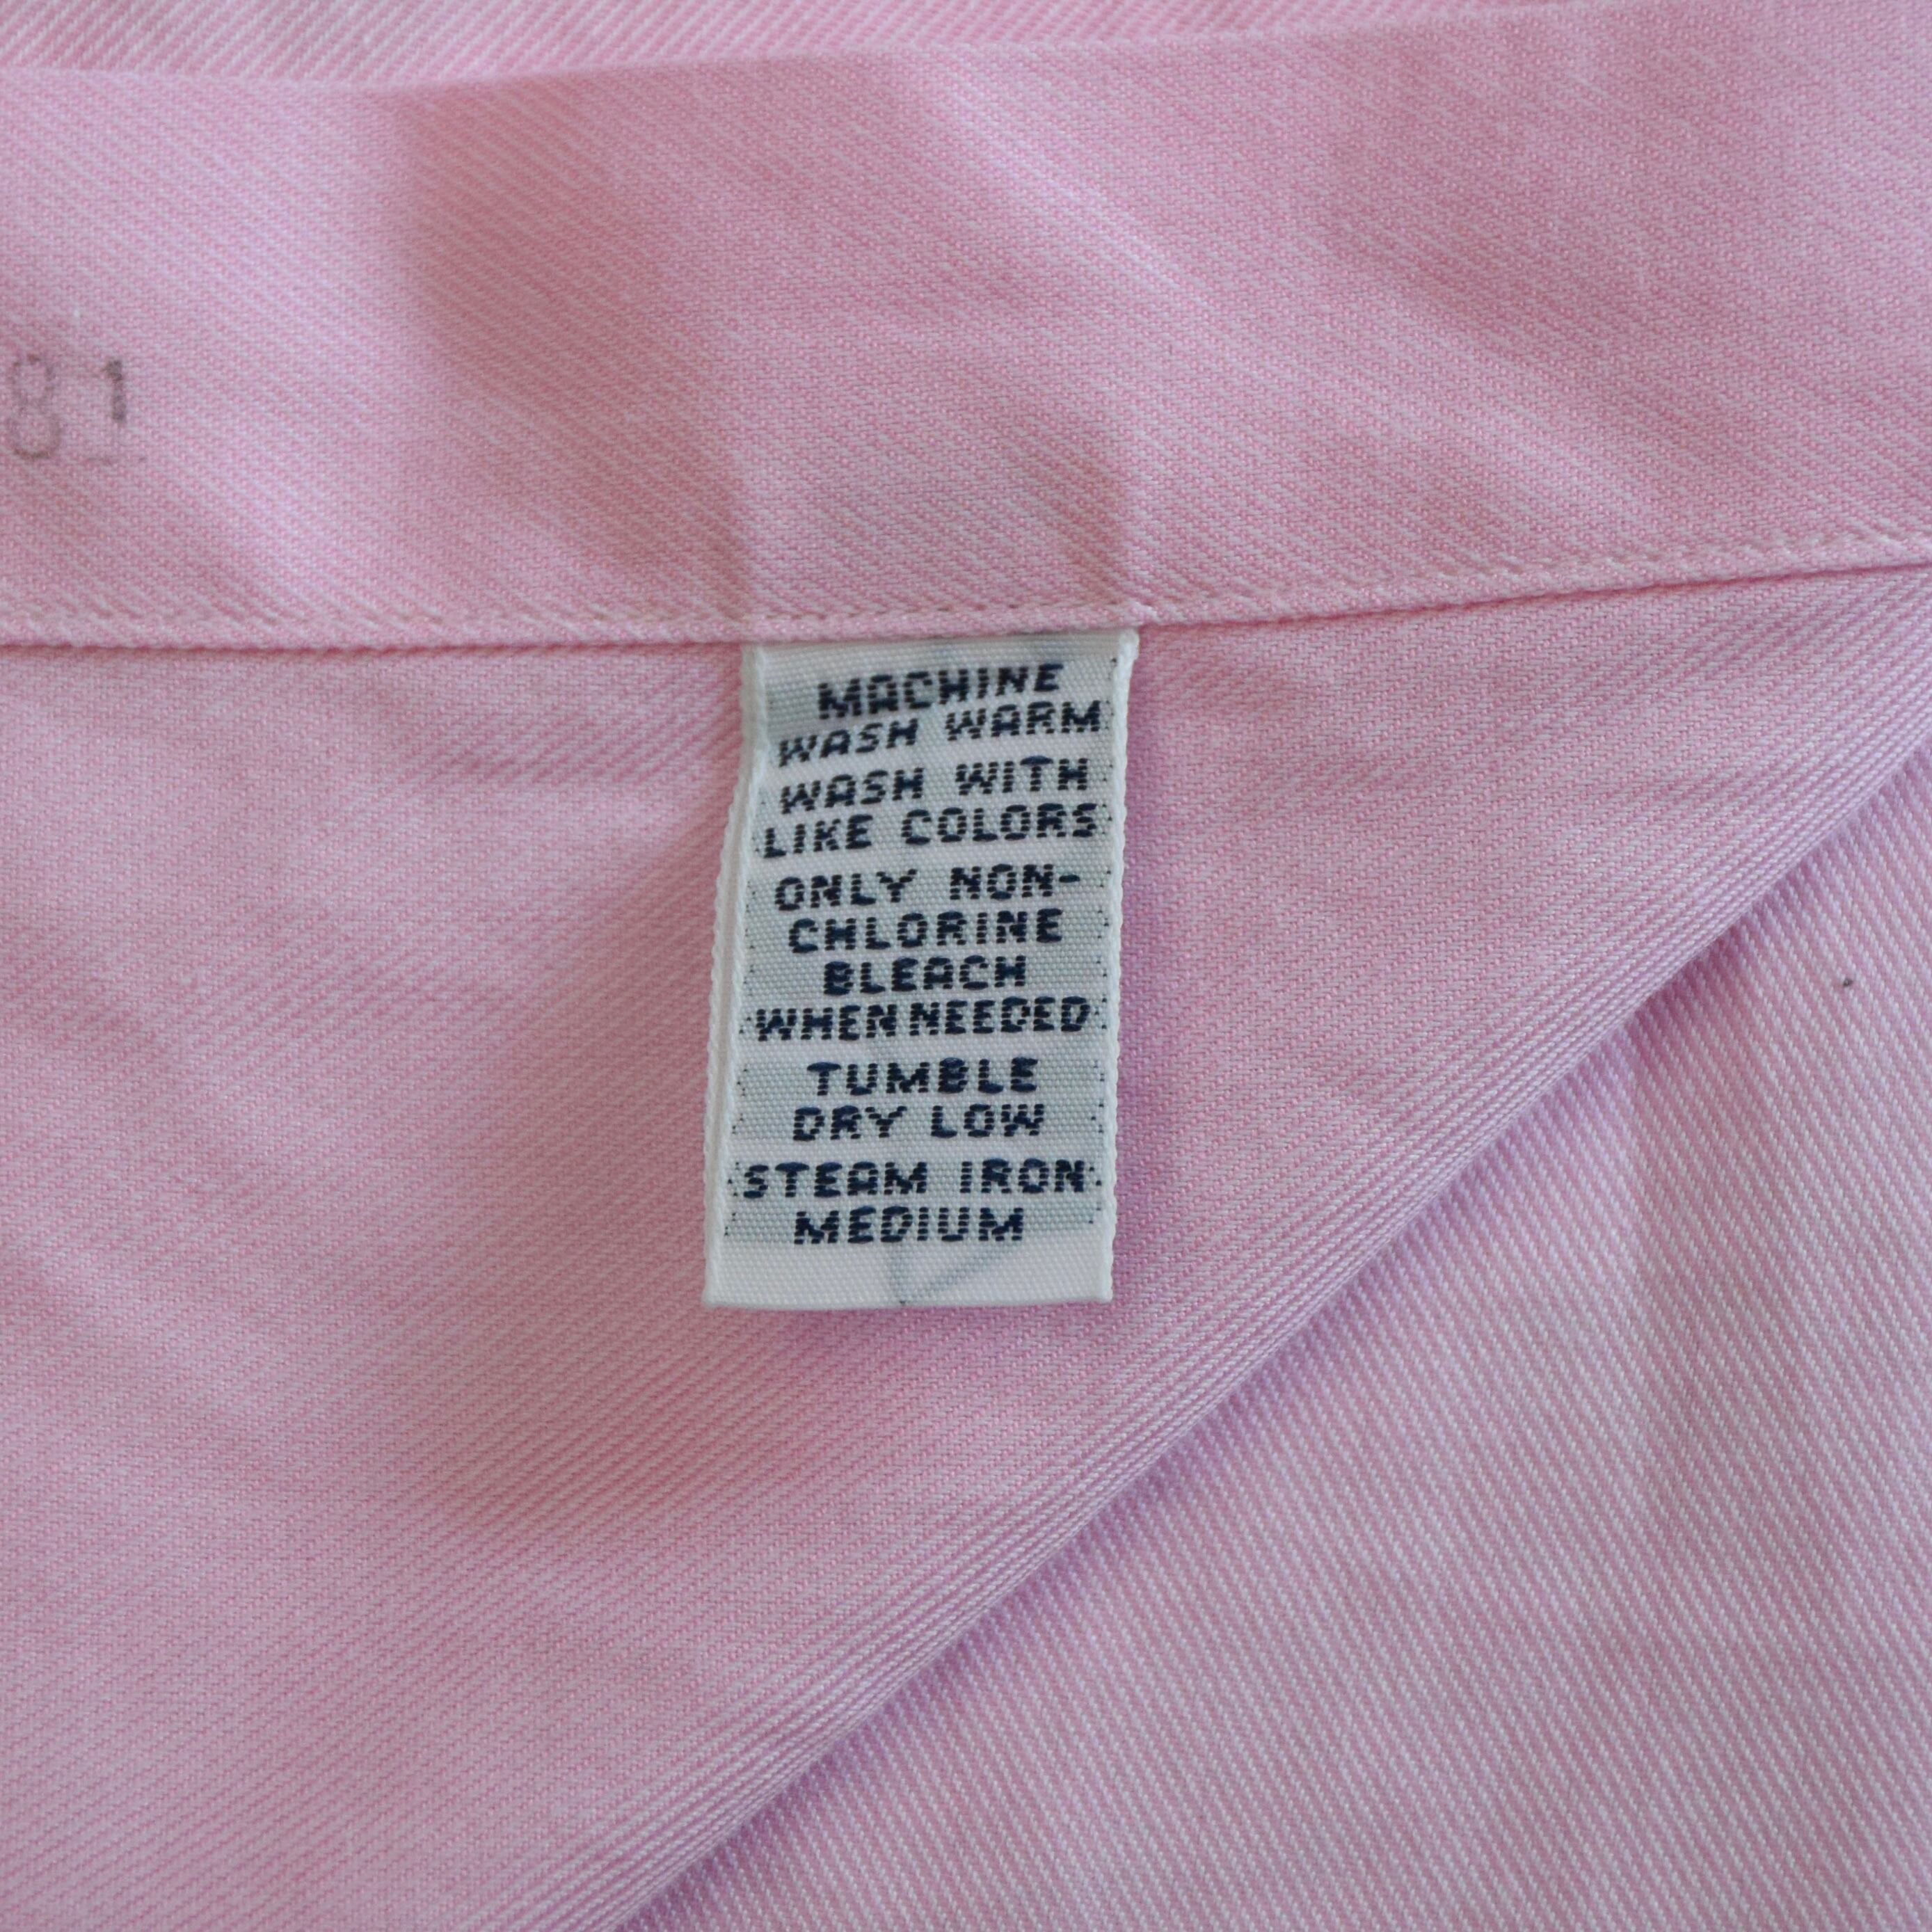 81
MACHINE
WASH WARM
WASH WITH
LIKE COLORS
ONLY NON-
CHLORINE
BLEACH
WHEN NEEDED
TUMBLE
DRY LOW
STEAM IRON
MEDIUM